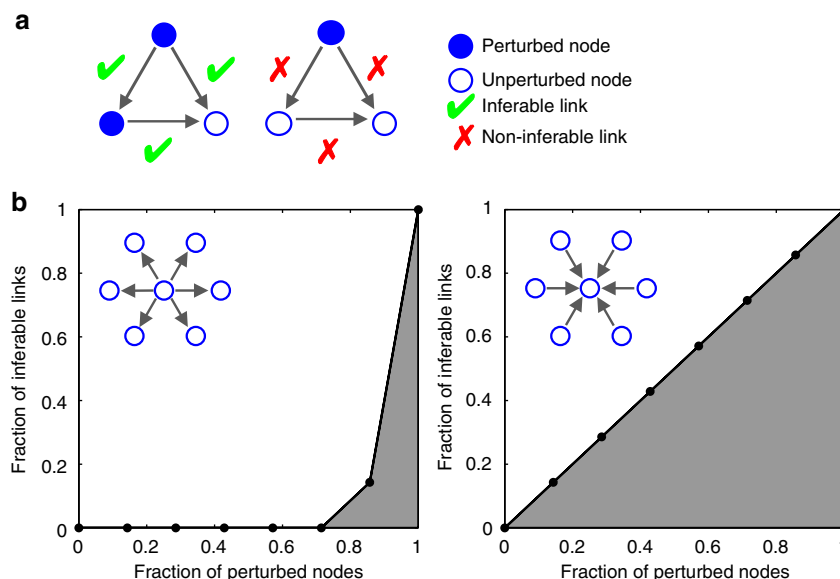 a
Perturbed node
Unperturbed node
Inferable link
Non-inferable link
b
Fraction of inferable links
1
0.8
0.6
0.4
0.2
0
0 0.2 0.4 0.6 0.8 1
Fraction of perturbed nodes
Fraction of inferable links
1
0.8
0.6
0.4
0.2
0
0 0.2 0.4 0.6 0.8 1
Fraction of perturbed nodes